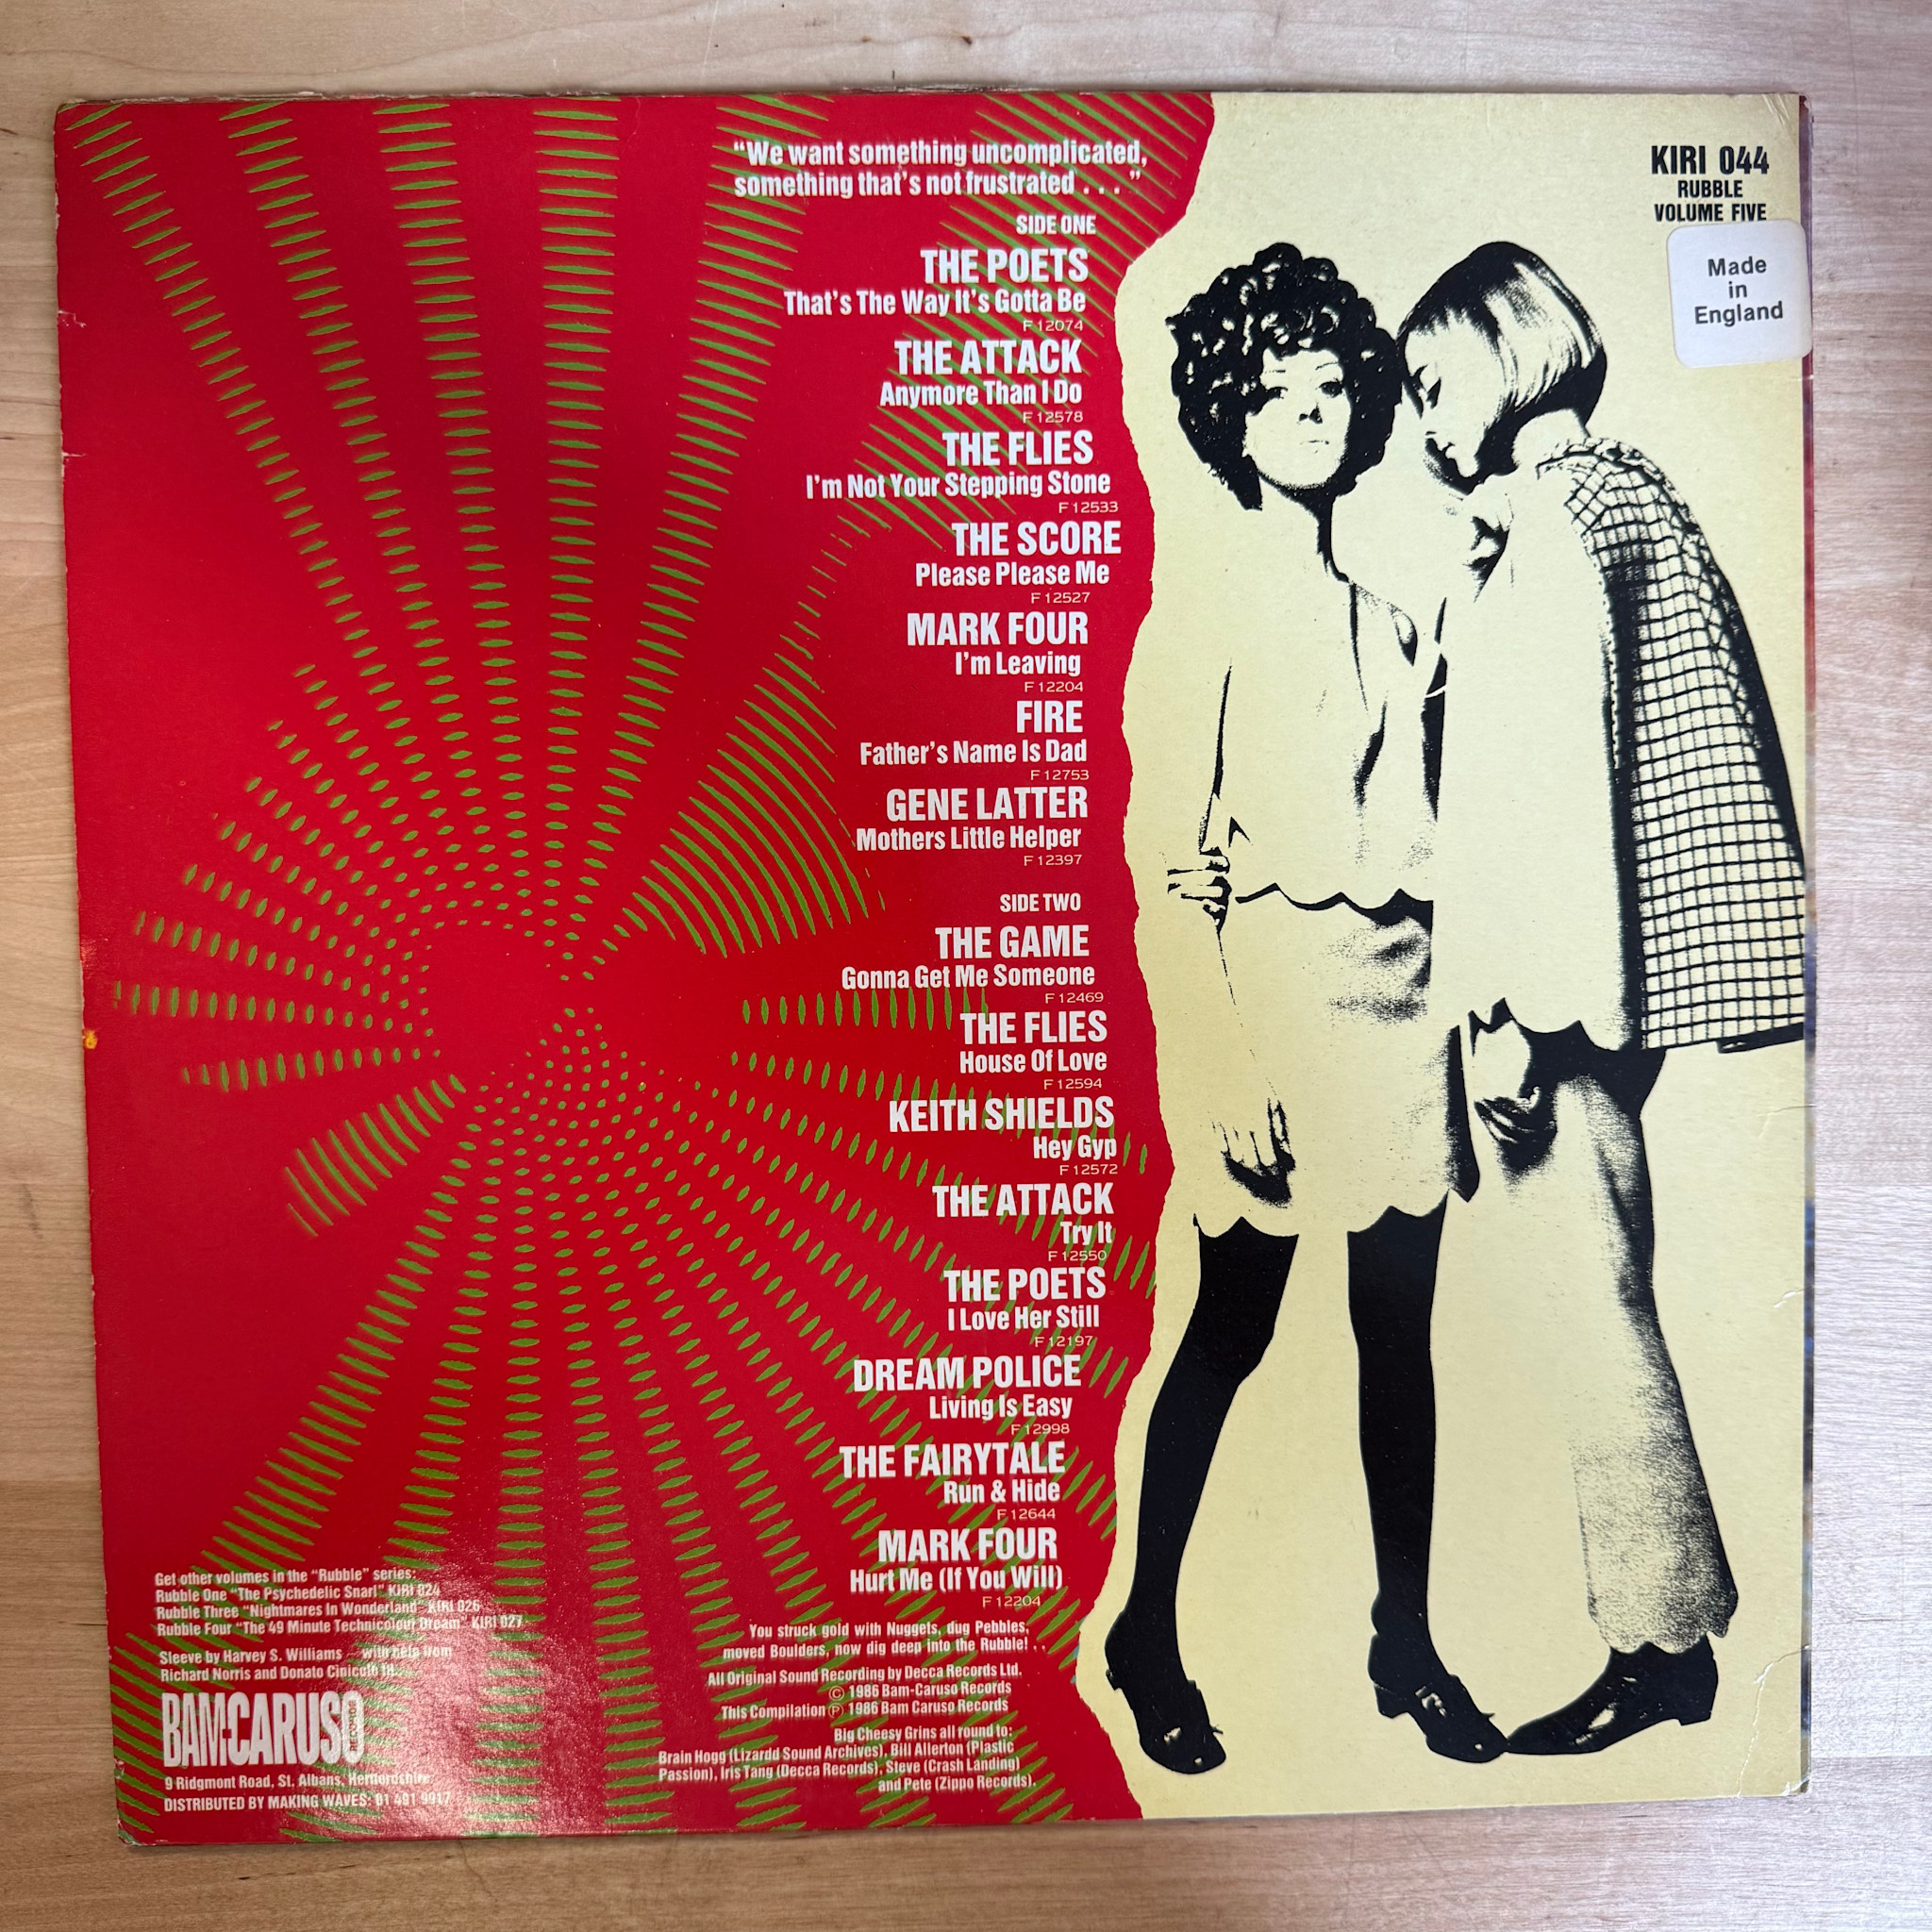 "We want something uncomplicated,
something that's not frustrated . . . "
SIDE ONE
THE POETS
That's The Way It's Gotta Be
F 12074
THE ATTACK
Anymore Than I Do
F 12578
THE FLIES
I'm Not Your Stepping Stone
F 12533
THE SCORE
Please Please Me
F 12527
MARK FOUR
I'm Leaving
F 12204
FIRE
Father's Name Is Dad
F 12753
GENE LATTER
Mothers Little Helper
F 12397
SIDE TWO
THE GAME
Gonna Get Me Someone
F 12469
THE FLIES
House Of Love
F 12594
KEITH SHIELDS
Hey Gyp
F 12572
THE ATTACK
Try It
F 12550
THE POETS
I Love Her Still
F 12197
DREAM POLICE
Living Is Easy
F 12998
THE FAIRYTALE
Run & Hide
F 12644
MARK FOUR
Hurt Me (If You Will)
F 12204
You struck gold with Nuggets, dug Pebbles,
moved Boulders, now dig deep into the Rubble! . .
All Original Sound Recording by Decca Records Ltd.
© 1986 Bam-Caruso Records
This Compilation ℗ 1986 Bam Caruso Records
Big Cheesy Grins all round to:
Brain Hogg (Lizardd Sound Archives), Bill Allerton (Plastic
Passion), Iris Tang (Decca Records), Steve (Crash Landing)
and Pete (Zippo Records).
Get other volumes in the "Rubble" series:
Rubble One "The Psychedelic Snarl" KIRI 024
Rubble Three "Nightmares In Wonderland" KIRI 026
Rubble Four "The 49 Minute Technicolour Dream" KIRI 027
Sleeve by Harvey S. Williams with help from
Richard Norris and Donato Cinicolo
BAM-CARUSO
RECORDS
9 Ridgmont Road, St. Albans, Hertfordshire.
DISTRIBUTED BY MAKING WAVES: 01 491 9917
KIRI 044
RUBBLE
VOLUME FIVE
Made
in
England